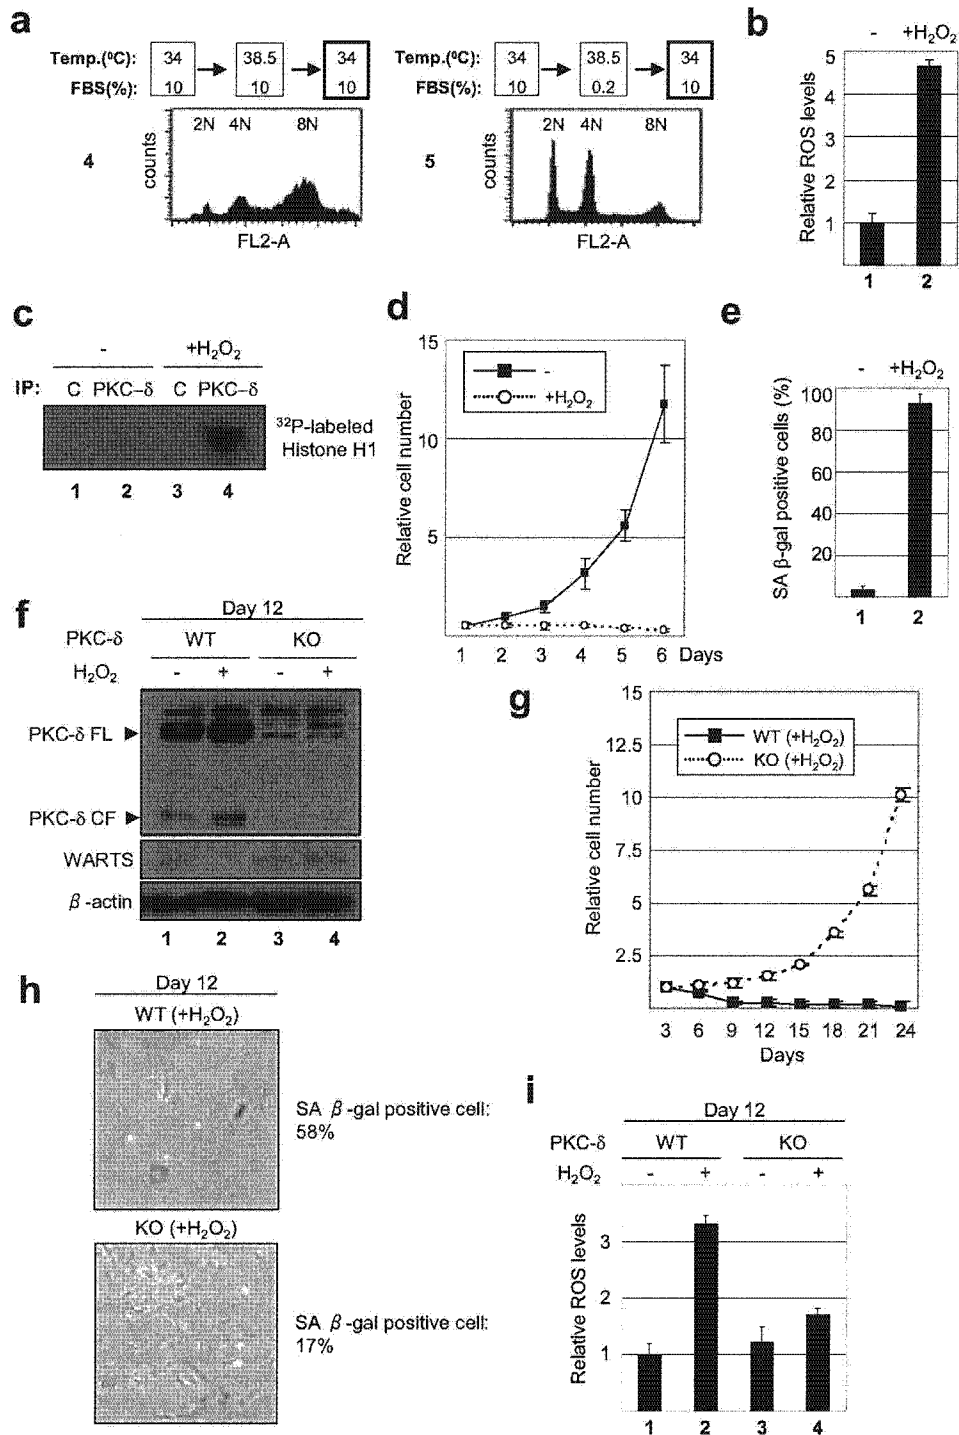 a
Temp.(⁰C): 34 38.5 34
FBS(%): 10 10 10
4
counts
2N 4N 8N
FL2-A
Temp.(⁰C): 34 38.5 34
FBS(%): 10 0.2 10
5
counts
2N 4N 8N
FL2-A
b
- +H₂O₂
Relative ROS levels
5
4
3
2
1
1 2
c
- +H₂O₂
IP: C PKC-δ C PKC-δ
³²P-labeled
Histone H1
1 2 3 4
d
Relative cell number
15
10
5
-
+H₂O₂
1 2 3 4 5 6 Days
e
- +H₂O₂
SA β-gal positive cells (%)
100
80
60
40
20
1 2
f
Day 12
PKC-δ WT KO
H₂O₂ - + - +
PKC-δ FL
PKC-δ CF
WARTS
β-actin
1 2 3 4
g
Relative cell number
15
12.5
10
7.5
5
2.5
WT (+H₂O₂)
KO (+H₂O₂)
3 6 9 12 15 18 21 24
Days
h
Day 12
WT (+H₂O₂)
SA β-gal positive cell:
58%
KO (+H₂O₂)
SA β-gal positive cell:
17%
i
Day 12
PKC-δ WT KO
H₂O₂ - + - +
Relative ROS levels
3
2
1
1 2 3 4